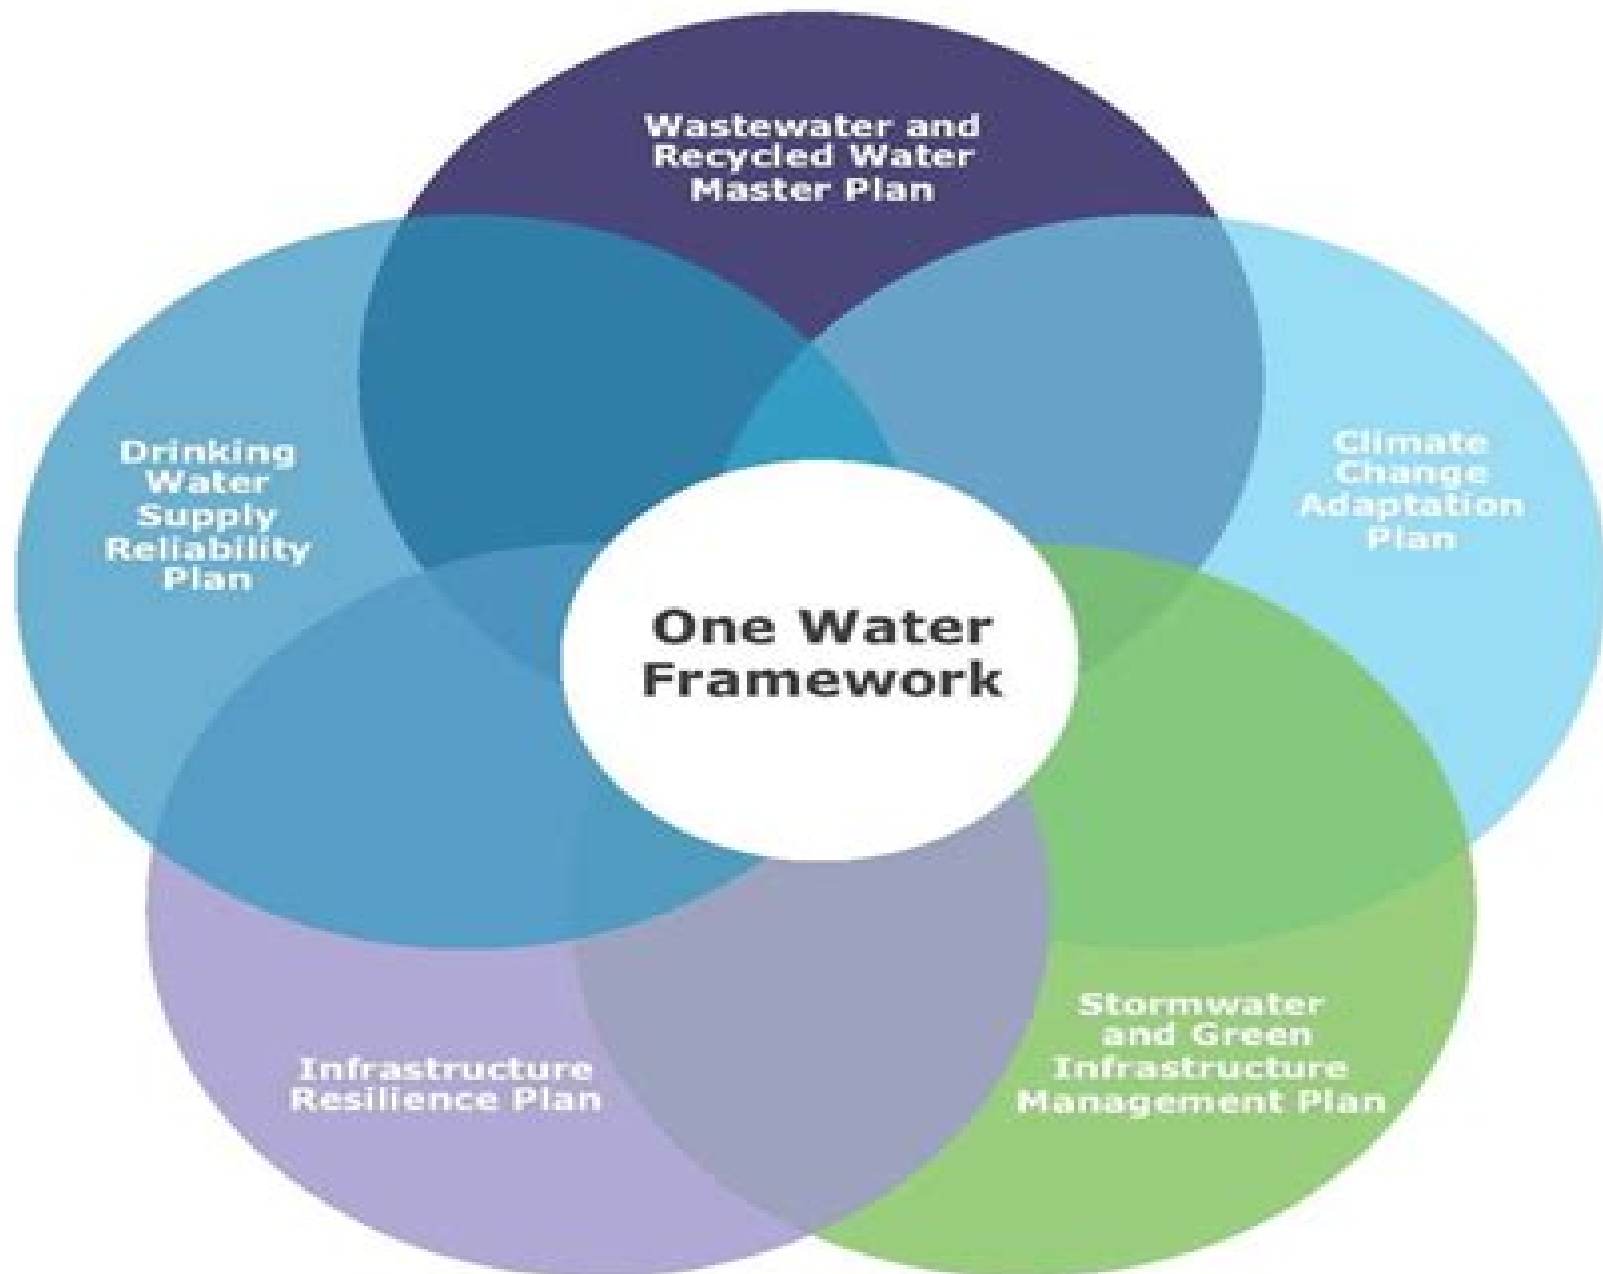 Wastewater and
Recycled Water
Master Plan
Drinking
Water
Supply
Reliability
Plan
Climate
Change
Adaptation
Plan
One Water
Framework
Infrastructure
Resilience Plan
Stormwater
and Green
Infrastructure
Management Plan